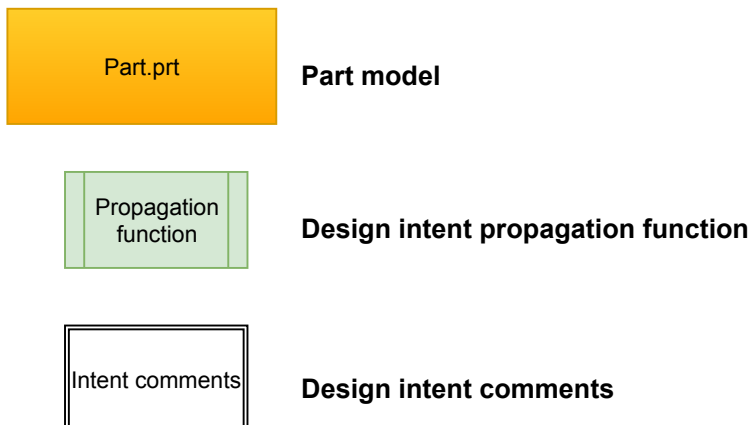 Part.prt
Part model
Propagation
function
Design intent propagation function
Intent comments
Design intent comments